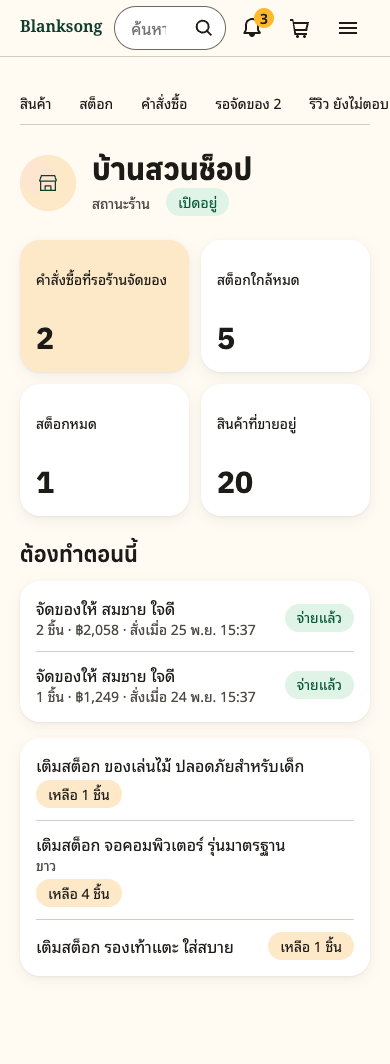 Blanksong
ค้นหา
3
สินค้า
สต็อก
คำสั่งซื้อ
รอจัดของ 2
รีวิว ยังไม่ตอบ
บ้านสวนช็อป
สถานะร้าน
เปิดอยู่
คำสั่งซื้อที่รอร้านจัดของ
2
สต็อกใกล้หมด
5
สต็อกหมด
1
สินค้าที่ขายอยู่
20
ต้องทำตอนนี้
จัดของให้ สมชาย ใจดี
2 ชิ้น · ฿2,058 · สั่งเมื่อ 25 พ.ย. 15:37
จ่ายแล้ว
จัดของให้ สมชาย ใจดี
1 ชิ้น · ฿1,249 · สั่งเมื่อ 24 พ.ย. 15:37
จ่ายแล้ว
เติมสต็อก ของเล่นไม้ ปลอดภัยสำหรับเด็ก
เหลือ 1 ชิ้น
เติมสต็อก จอคอมพิวเตอร์ รุ่นมาตรฐาน
ขาว
เหลือ 4 ชิ้น
เติมสต็อก รองเท้าแตะ ใส่สบาย
เหลือ 1 ชิ้น